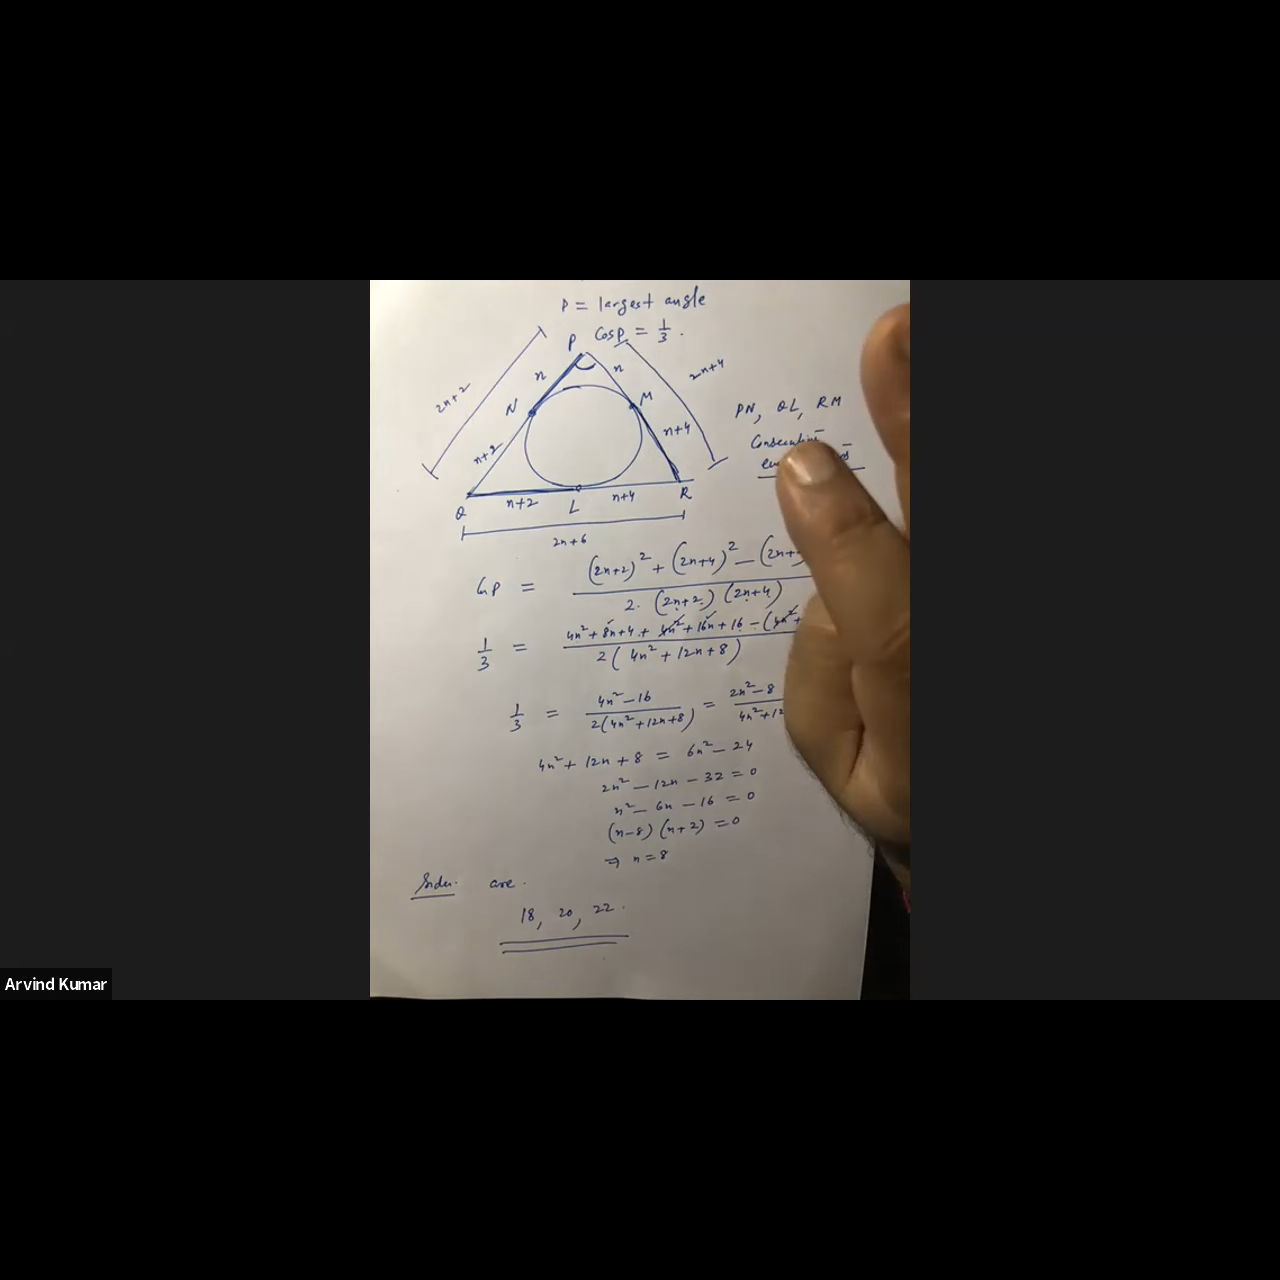 P = largest angle
P Cos P = 1/3.
2n+2
n n
2n+4
N M
PN, QL, RM
n+2 n+4
Q n+2 L n+4 R
2n+6
Cos P = (2n+2)² + (2n+4)² – (2n+
2. (2n+2) (2n+4)
1/3 = 4n² + 8n+4 + 4n² + 16n + 16 – (4n² +
2 ( 4n² + 12n + 8 )
1/3 = 4n² – 16 / 2(4n² + 12n + 8) = 2n² – 8 / 4n² + 12
4n² + 12n + 8 = 6n² – 24
2n² – 12n – 32 = 0
n² – 6n – 16 = 0
(n–8) (n+2) = 0
⇒ n = 8
Sides are.
18, 20, 22.
Arvind Kumar